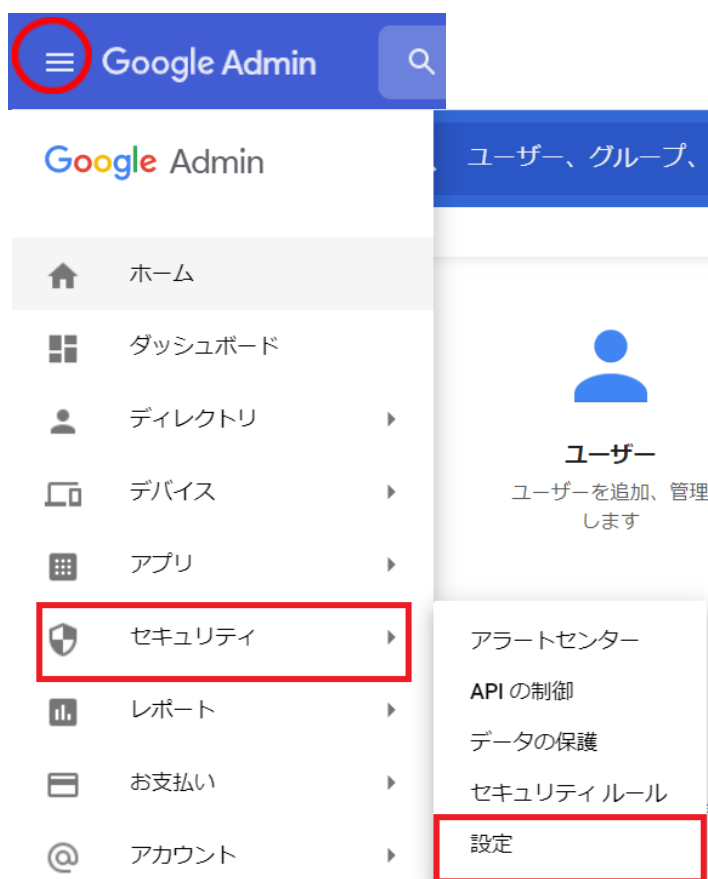 Google Admin
Google Admin
ユーザー、グループ、
ホーム
ダッシュボード
ディレクトリ
デバイス
アプリ
セキュリティ
レポート
お支払い
アカウント
ユーザー
ユーザーを追加、管理
します
アラートセンター
API の制御
データの保護
セキュリティ ルール
設定